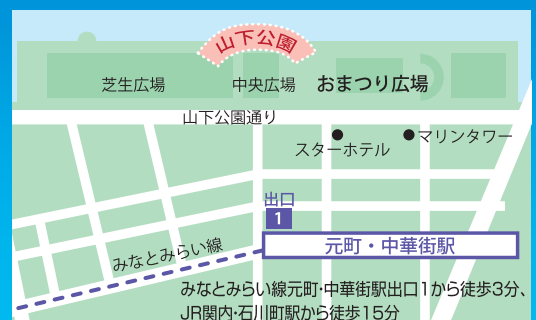 山下公園
芝生広場
中央広場
おまつり広場
山下公園通り
マリンタワー
スターホテル
出口
1
元町・中華街駅
みなとみらい線
みなとみらい線元町・中華街駅出口1から徒歩3分、
JR関内・石川町駅から徒歩15分